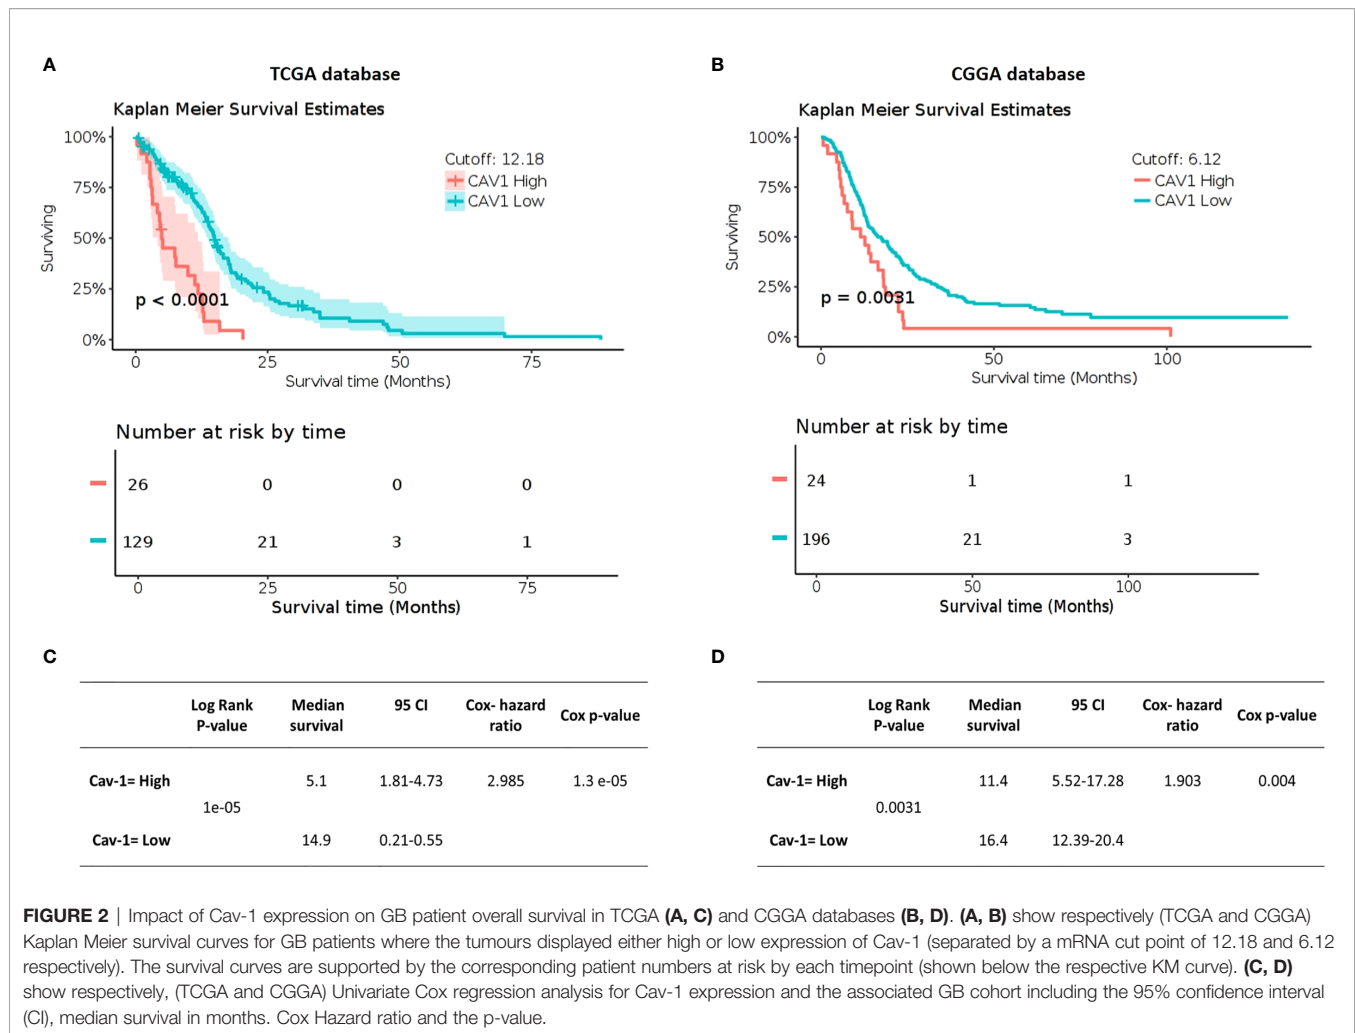 A
TCGA database
Kaplan Meier Survival Estimates
100%
75%
50%
25%
0%
Surviving
Cutoff: 12.18
CAV1 High
CAV1 Low
p < 0.0001
0 25 50 75
Survival time (Months)
Number at risk by time
26 0 0 0
129 21 3 1
0 25 50 75
Survival time (Months)
B
CGGA database
Kaplan Meier Survival Estimates
100%
75%
50%
25%
0%
Surviving
Cutoff: 6.12
CAV1 High
CAV1 Low
p = 0.0031
0 50 100
Survival time (Months)
Number at risk by time
24 1 1
196 21 3
0 50 100
Survival time (Months)
C
Log Rank Median 95 CI Cox- hazard Cox p-value
P-value survival ratio
Cav-1= High 5.1 1.81-4.73 2.985 1.3 e-05
1e-05
Cav-1= Low 14.9 0.21-0.55
D
Log Rank Median 95 CI Cox- hazard Cox p-value
P-value survival ratio
Cav-1= High 11.4 5.52-17.28 1.903 0.004
0.0031
Cav-1= Low 16.4 12.39-20.4
FIGURE 2 | Impact of Cav-1 expression on GB patient overall survival in TCGA (A, C) and CGGA databases (B, D). (A, B) show respectively (TCGA and CGGA)
Kaplan Meier survival curves for GB patients where the tumours displayed either high or low expression of Cav-1 (separated by a mRNA cut point of 12.18 and 6.12
respectively). The survival curves are supported by the corresponding patient numbers at risk by each timepoint (shown below the respective KM curve). (C, D)
show respectively, (TCGA and CGGA) Univariate Cox regression analysis for Cav-1 expression and the associated GB cohort including the 95% confidence interval
(CI), median survival in months. Cox Hazard ratio and the p-value.